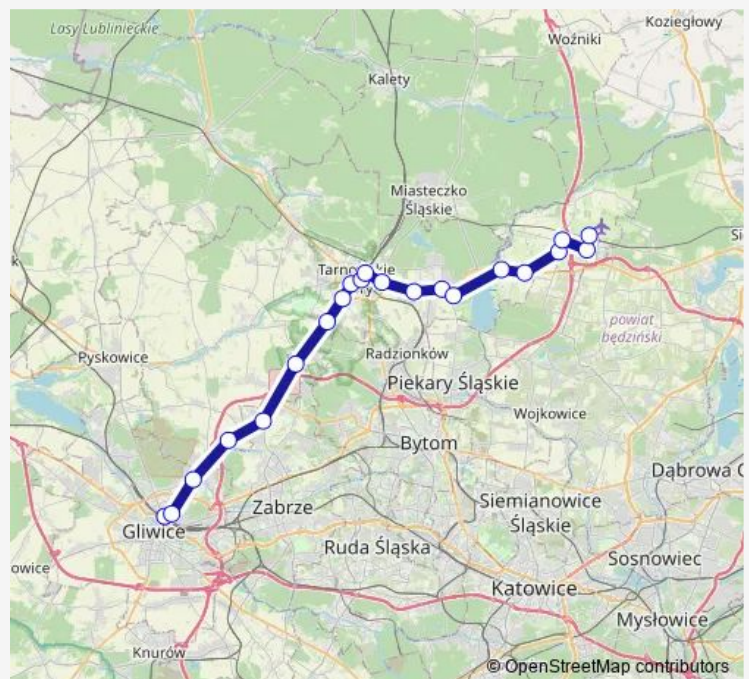 Koziegłowy
Lasy Lublinieckie
Woźniki
Kalety
Miasteczko
Śląskie
Pyskowice
Radzionków
powiat
będziński
Piekary Śląskie
Wojkowice
Bytom
Dąbrowa G
Zabrze
Siemianowice
Śląskie
Gliwice
Ruda Śląska
Sosnowiec
owice
Katowice
Mysłowice
Knurów
© OpenStreetMap contributors